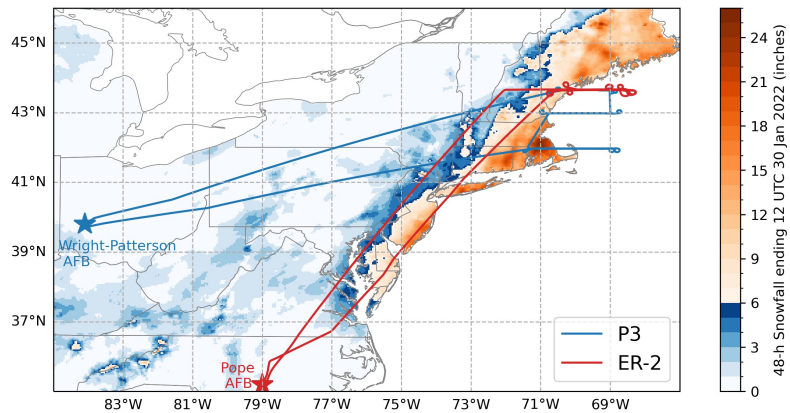 45°N
43°N
41°N
39°N
37°N
83°W
81°W
79°W
77°W
75°W
73°W
71°W
69°W
Wright-Patterson
AFB
Pope
AFB
P3
ER-2
24
21
18
15
12
9
6
3
0
48-h Snowfall ending 12 UTC 30 Jan 2022 (inches)